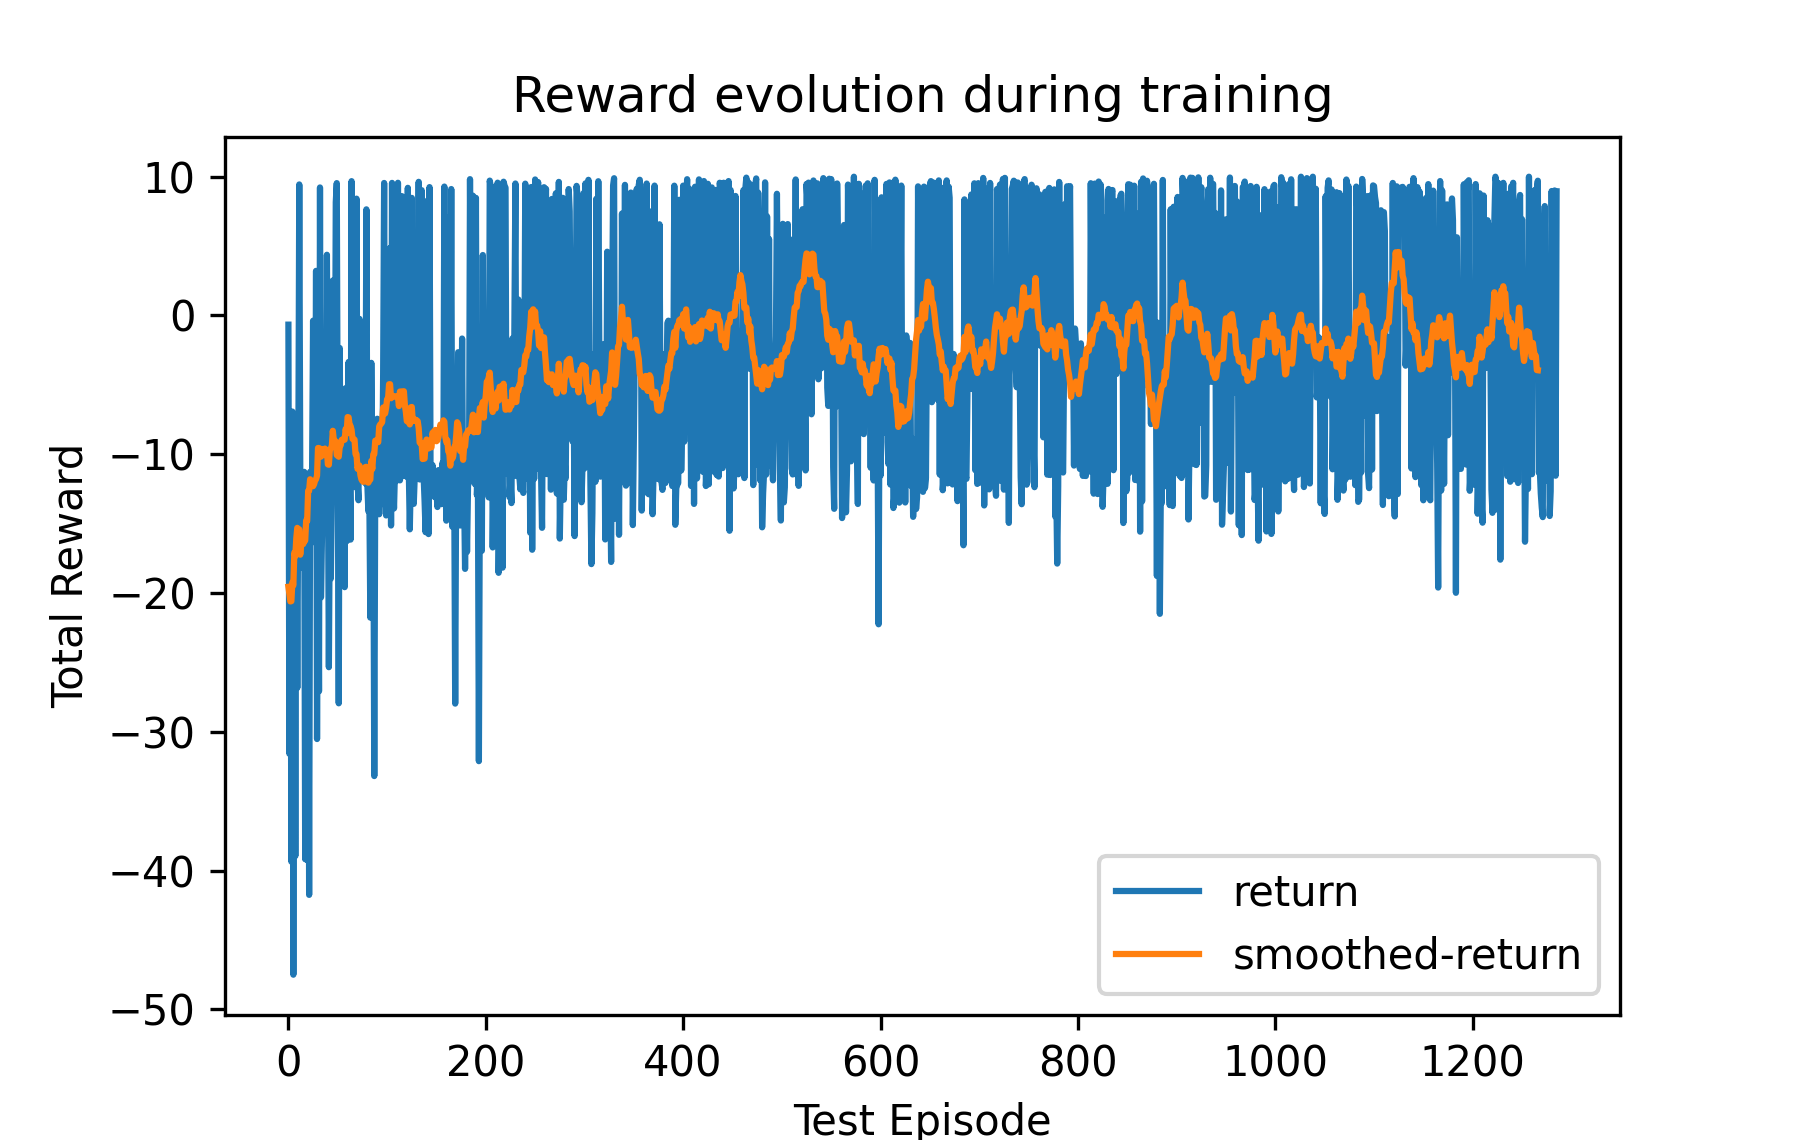 Reward evolution during training
10
0
−10
−20
−30
−40
−50
Total Reward
0 200 400 600 800 1000 1200
Test Episode
return
smoothed-return